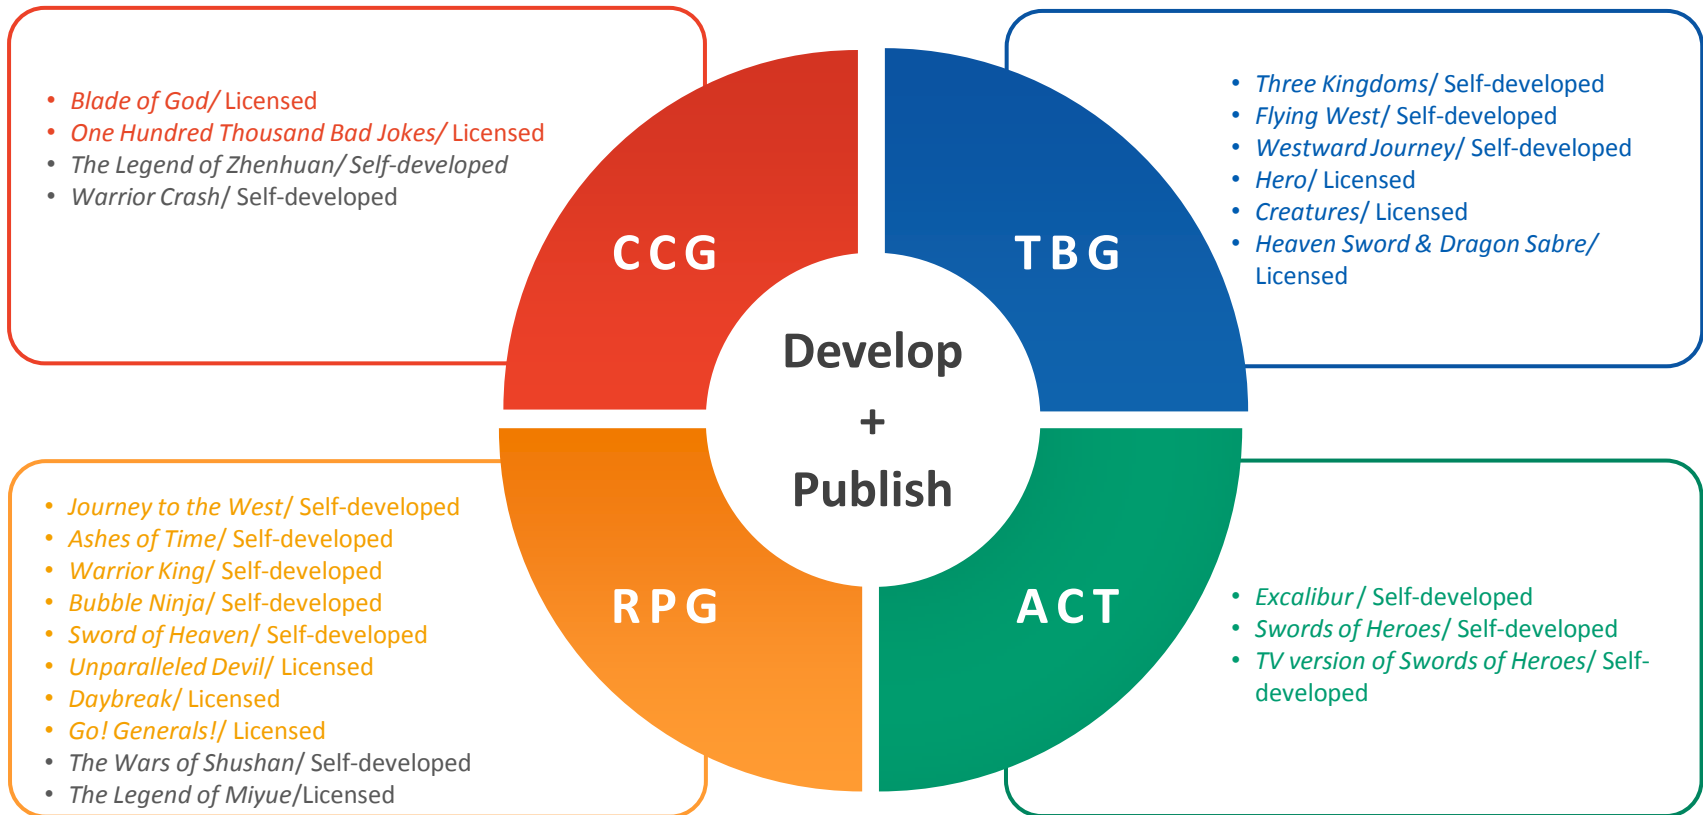 • Blade of God/ Licensed
• One Hundred Thousand Bad Jokes/ Licensed
• The Legend of Zhenhuan/ Self-developed
• Warrior Crash/ Self-developed
CCG
• Three Kingdoms/ Self-developed
• Flying West/ Self-developed
• Westward Journey/ Self-developed
• Hero/ Licensed
• Creatures/ Licensed
• Heaven Sword & Dragon Sabre/
Licensed
TBG
Develop
+
Publish
• Journey to the West/ Self-developed
• Ashes of Time/ Self-developed
• Warrior King/ Self-developed
• Bubble Ninja/ Self-developed
• Sword of Heaven/ Self-developed
• Unparalleled Devil/ Licensed
• Daybreak/ Licensed
• Go! Generals!/ Licensed
• The Wars of Shushan/ Self-developed
• The Legend of Miyue/Licensed
RPG
ACT
• Excalibur / Self-developed
• Swords of Heroes/ Self-developed
• TV version of Swords of Heroes/ Self-
developed